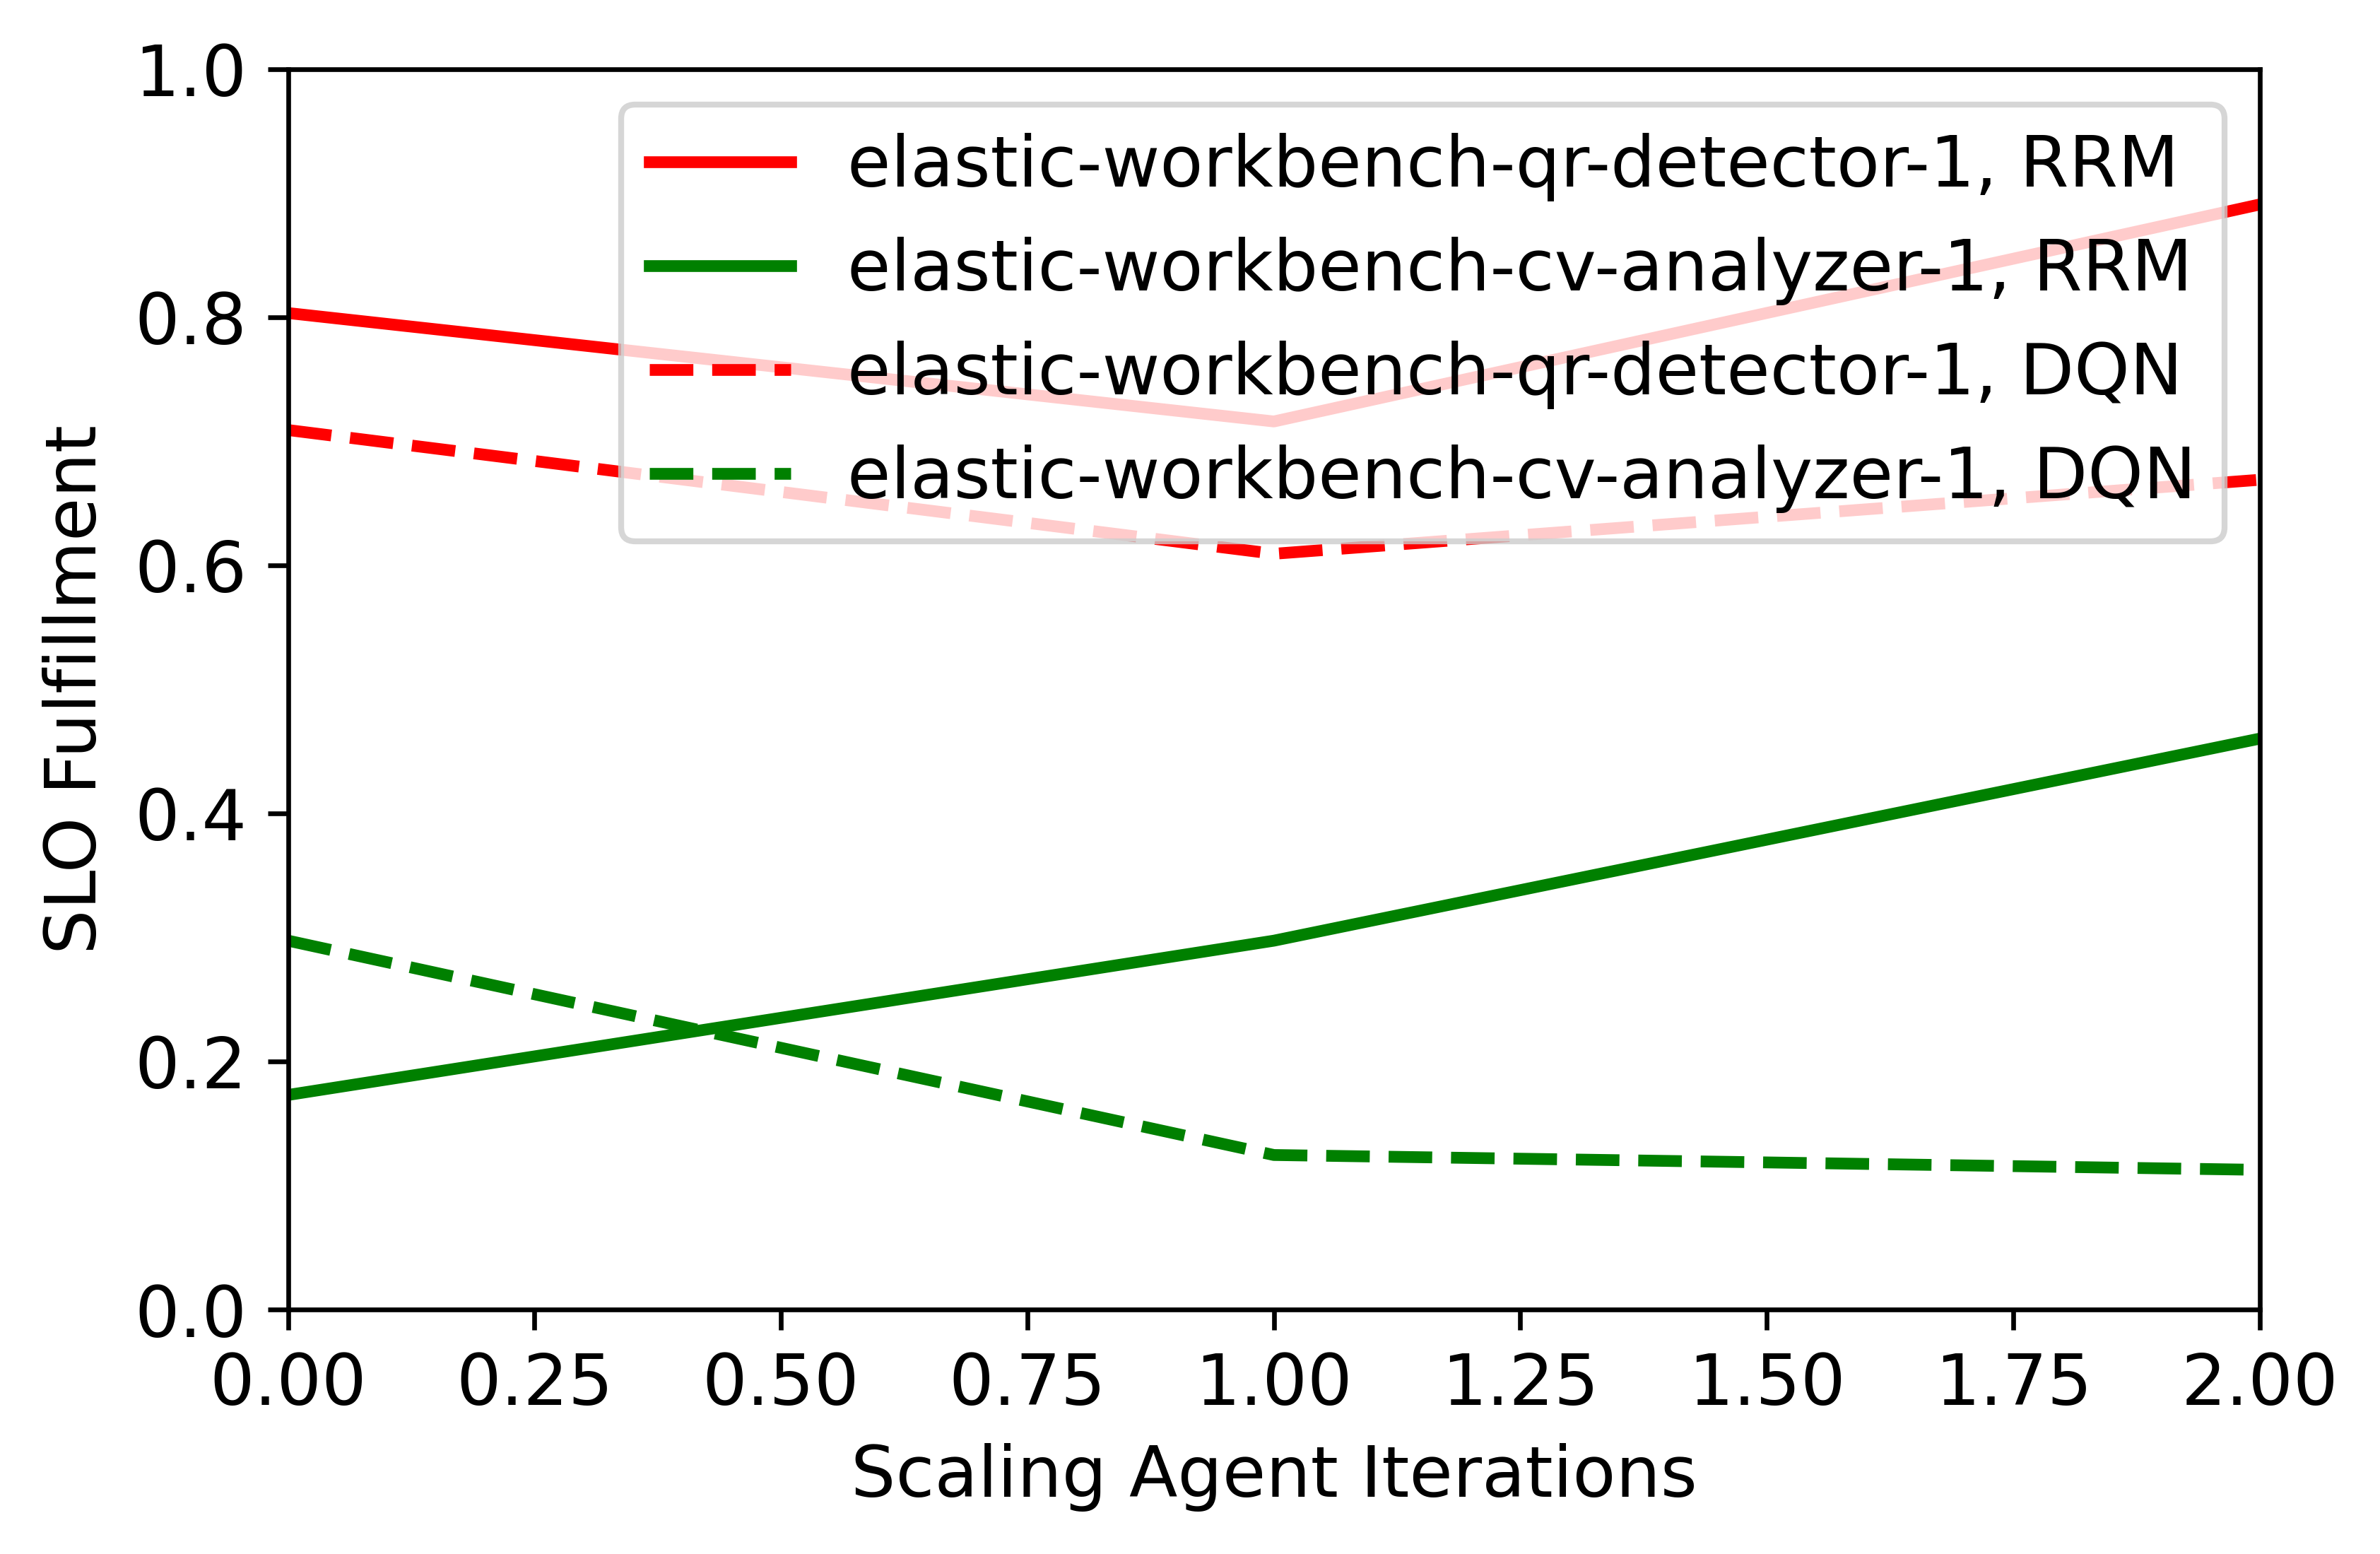 1.0
0.8
0.6
0.4
0.2
0.0
SLO Fulfillment
elastic-workbench-qr-detector-1, RRM
elastic-workbench-cv-analyzer-1, RRM
elastic-workbench-qr-detector-1, DQN
elastic-workbench-cv-analyzer-1, DQN
0.00 0.25 0.50 0.75 1.00 1.25 1.50 1.75 2.00
Scaling Agent Iterations